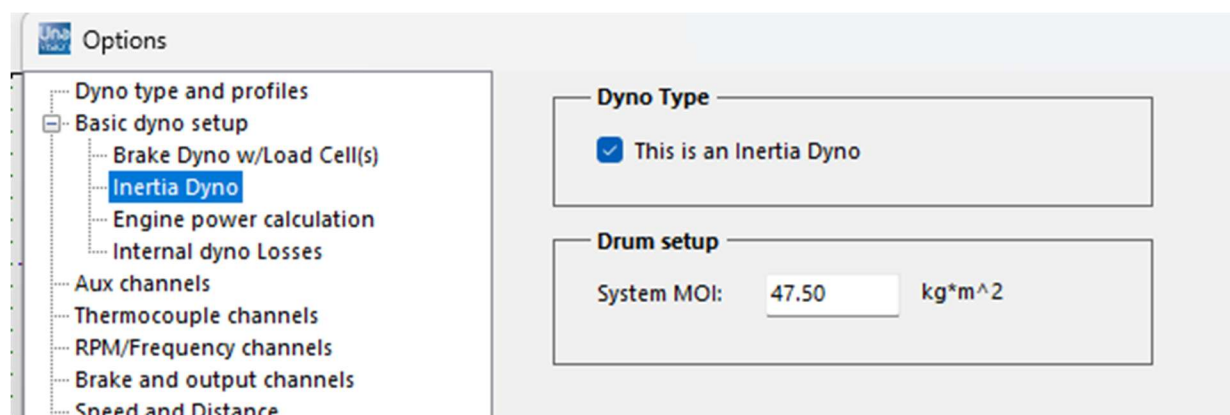 Una
VISION
Options
Dyno type and profiles
Basic dyno setup
Brake Dyno w/Load Cell(s)
Inertia Dyno
Engine power calculation
Internal dyno Losses
Aux channels
Thermocouple channels
RPM/Frequency channels
Brake and output channels
Speed and Distance
Dyno Type
This is an Inertia Dyno
Drum setup
System MOI: 47.50 kg*m^2